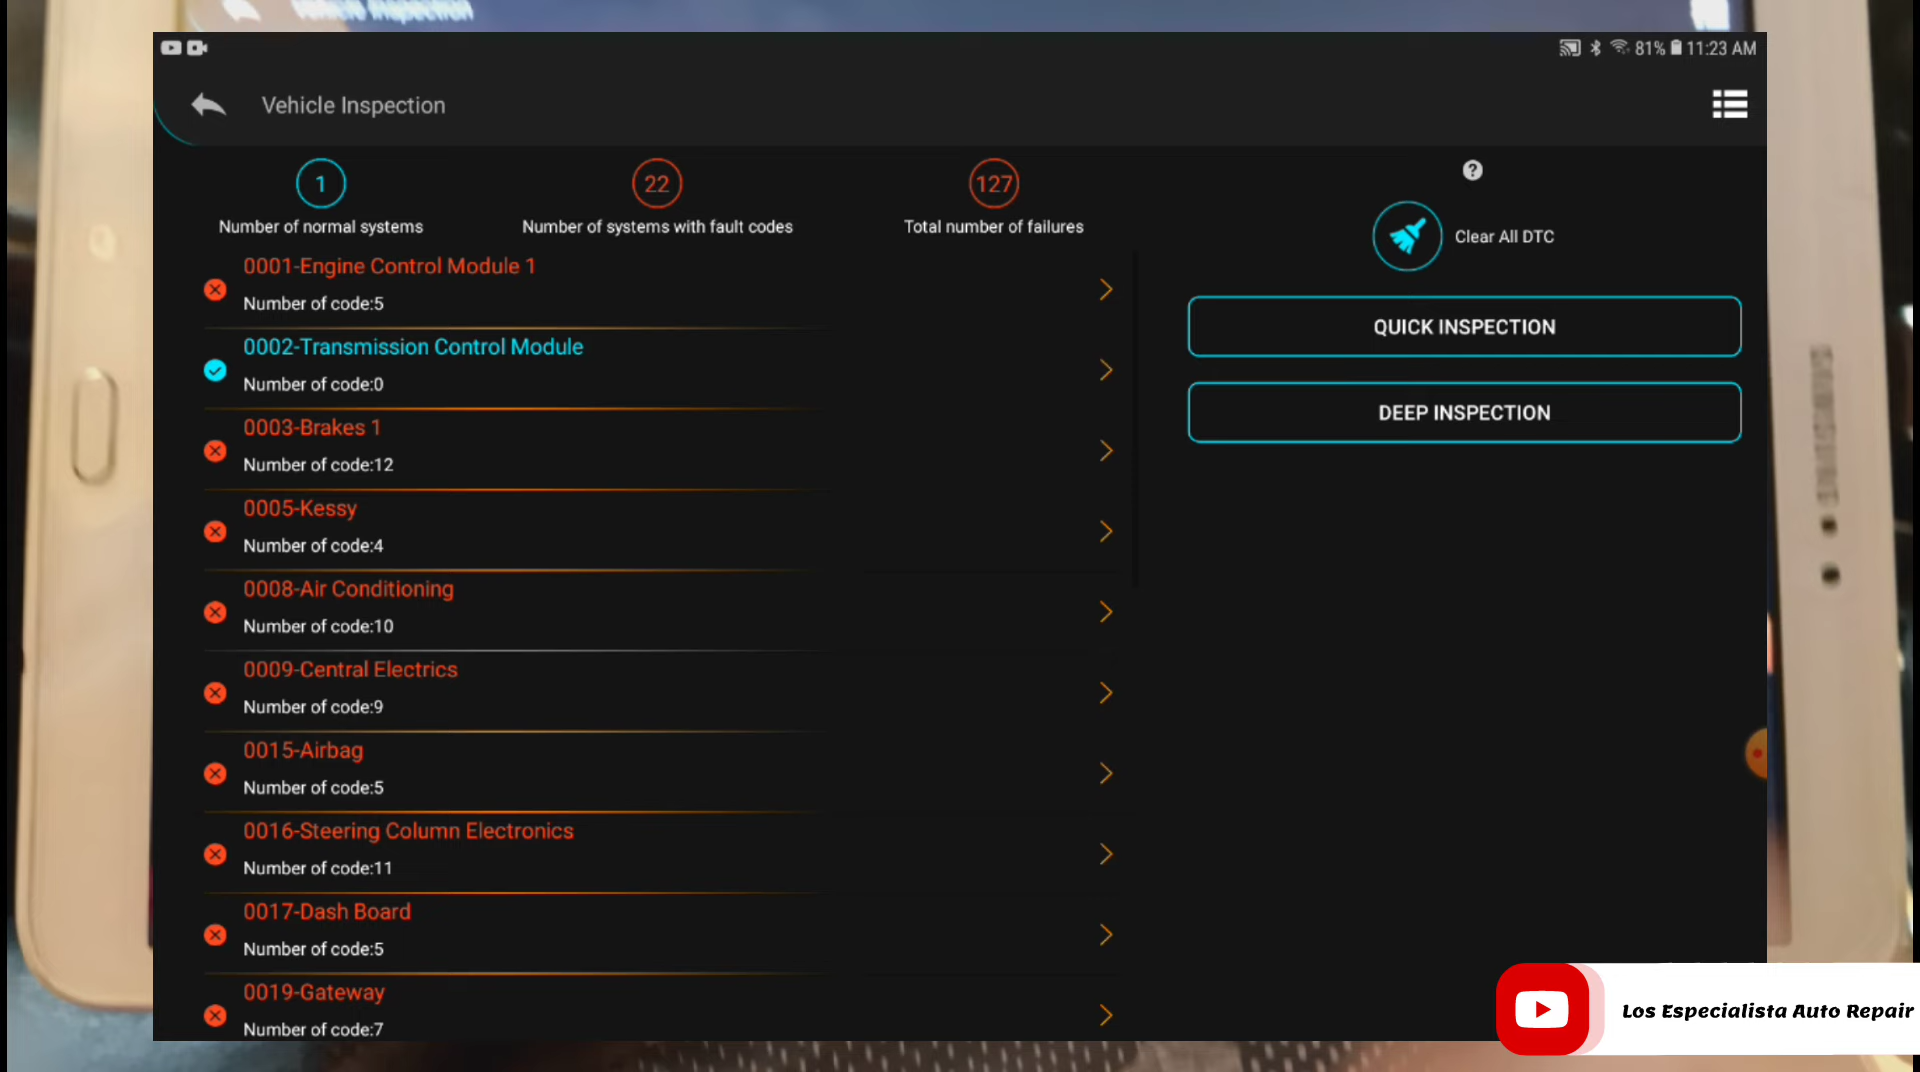 Vehicle Inspection
81% 11:23 AM
Vehicle Inspection
1
Number of normal systems
22
Number of systems with fault codes
127
Total number of failures
?
Clear All DTC
QUICK INSPECTION
DEEP INSPECTION
0001-Engine Control Module 1
Number of code:5
0002-Transmission Control Module
Number of code:0
0003-Brakes 1
Number of code:12
0005-Kessy
Number of code:4
0008-Air Conditioning
Number of code:10
0009-Central Electrics
Number of code:9
0015-Airbag
Number of code:5
0016-Steering Column Electronics
Number of code:11
0017-Dash Board
Number of code:5
0019-Gateway
Number of code:7
SAMSUNG
Los Especialista Auto Repair